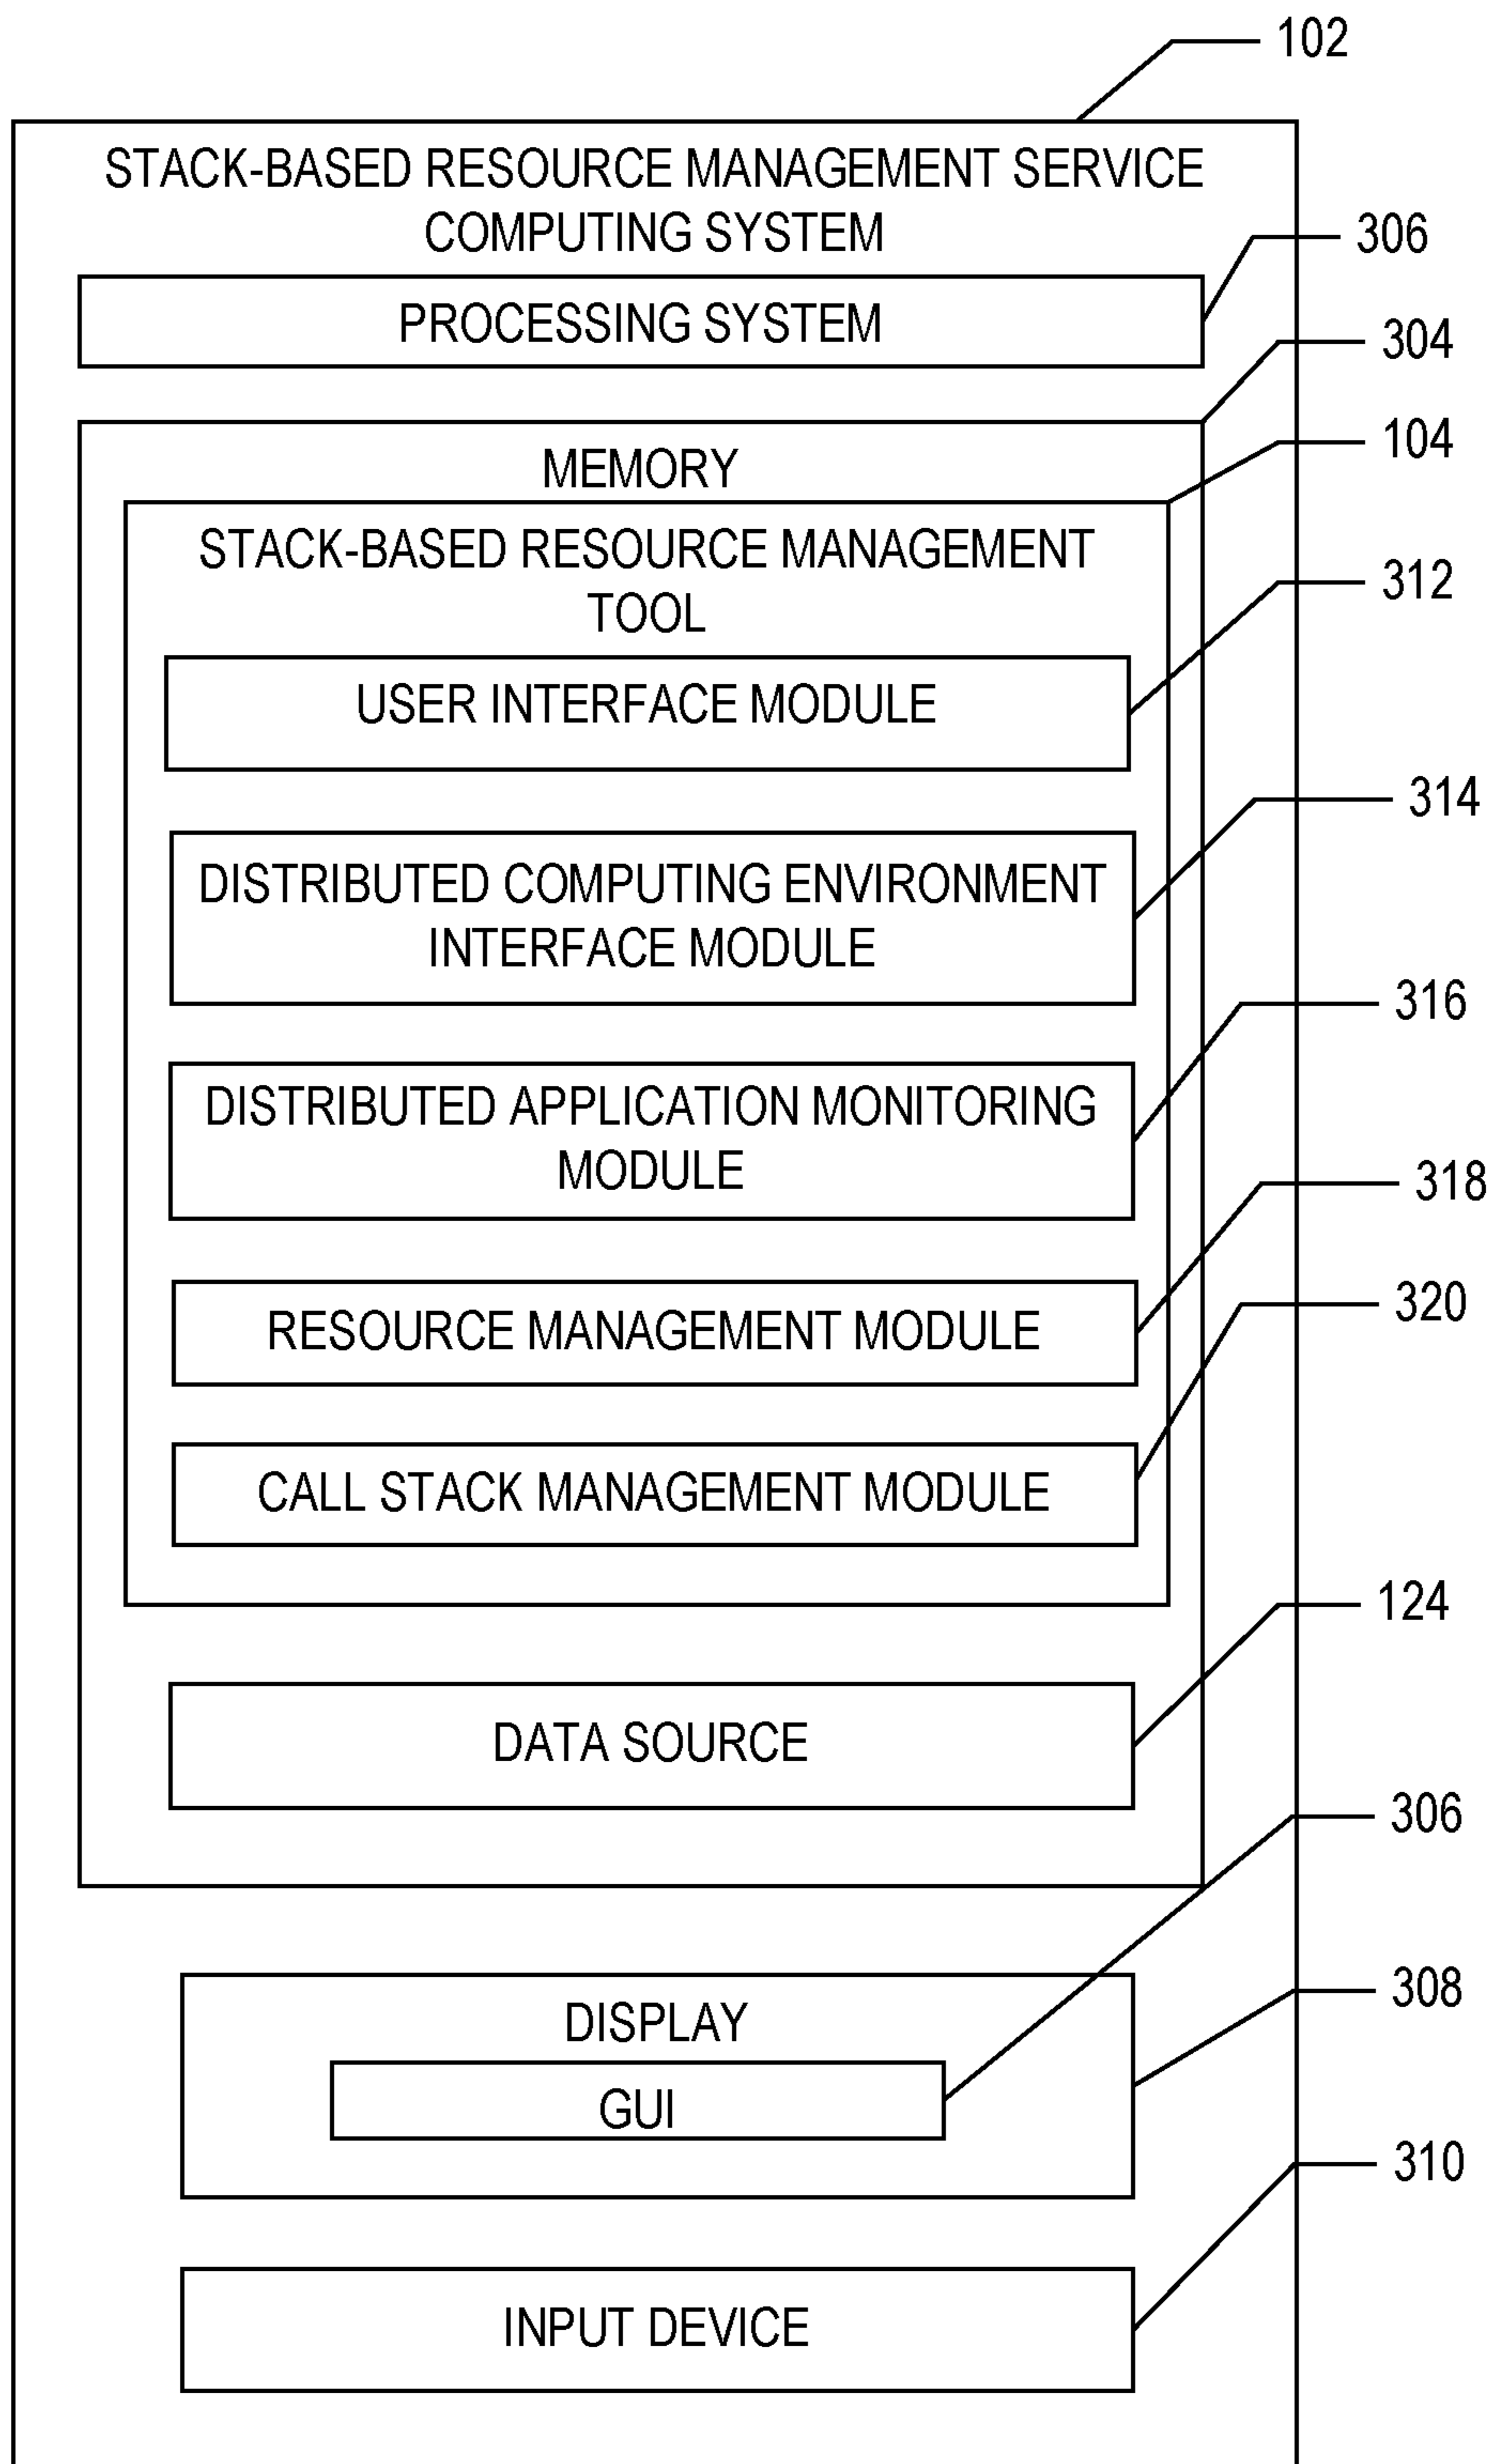 102
STACK-BASED RESOURCE MANAGEMENT SERVICE
COMPUTING SYSTEM
306
PROCESSING SYSTEM
304
104
MEMORY
STACK-BASED RESOURCE MANAGEMENT
TOOL
312
USER INTERFACE MODULE
314
DISTRIBUTED COMPUTING ENVIRONMENT
INTERFACE MODULE
316
DISTRIBUTED APPLICATION MONITORING
MODULE
318
RESOURCE MANAGEMENT MODULE
320
CALL STACK MANAGEMENT MODULE
124
DATA SOURCE
306
308
DISPLAY
GUI
310
INPUT DEVICE